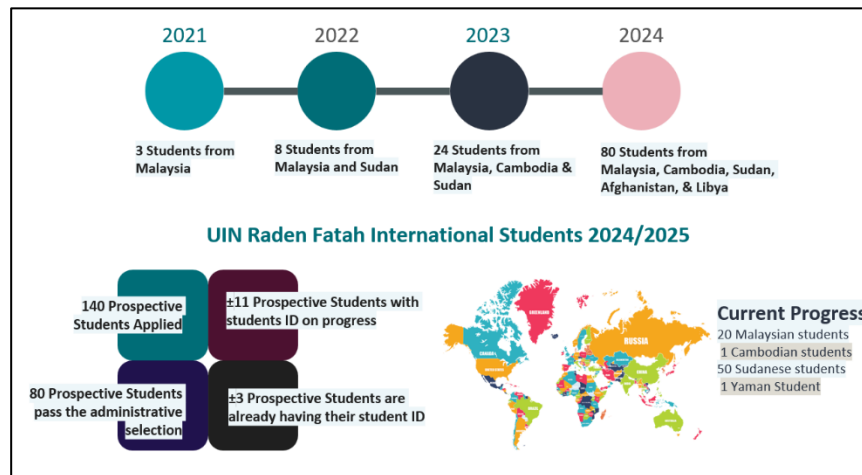 2021
2022
2023
2024
3 Students from
Malaysia
8 Students from
Malaysia and Sudan
24 Students from
Malaysia, Cambodia &
Sudan
80 Students from
Malaysia, Cambodia, Sudan,
Afghanistan, & Libya
UIN Raden Fatah International Students 2024/2025
140 Prospective
Students Applied
±11 Prospective Students with
students ID on progress
80 Prospective Students
pass the administrative
selection
±3 Prospective Students are
already having their student ID
GREENLAND
RUSSIA
CANADA
Current Progress
20 Malaysian students
1 Cambodian students
50 Sudanese students
1 Yaman Student